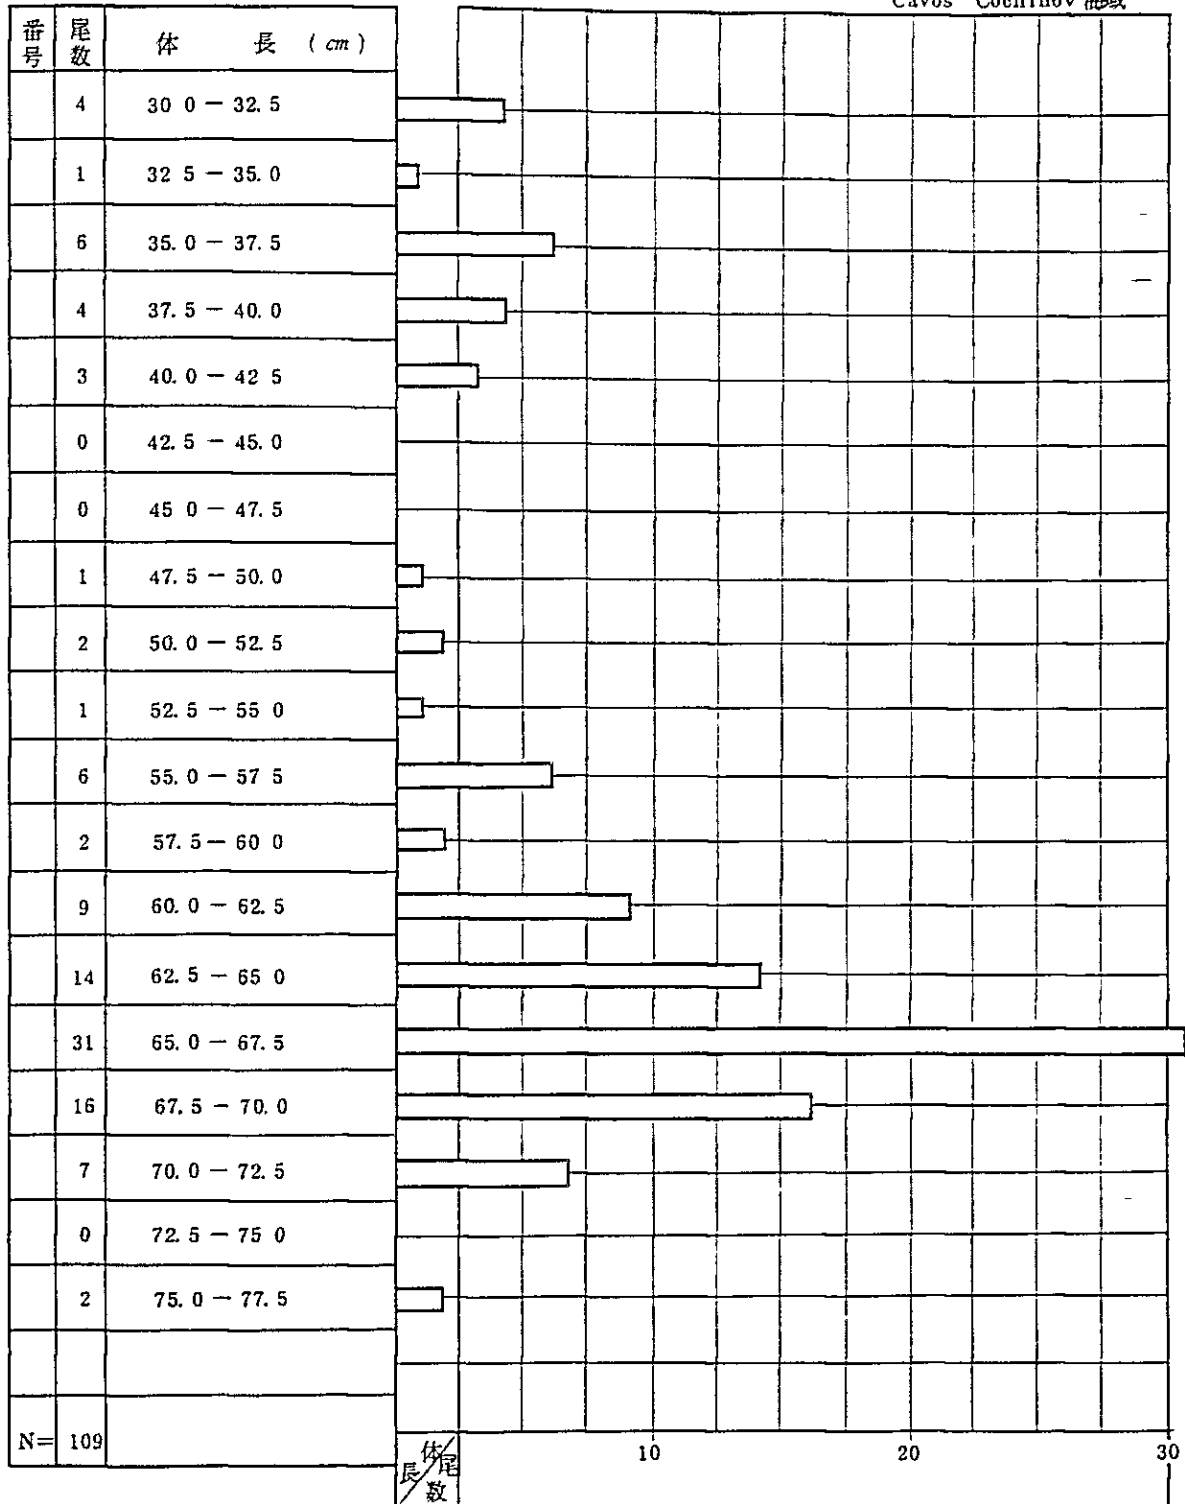 Cavos Cochinov 海域
番号 尾数 体 長 (cm)
4 30 0 － 32. 5
1 32 5 － 35. 0
6 35. 0 － 37. 5
4 37. 5 － 40. 0
3 40. 0 － 42 5
0 42. 5 － 45. 0
0 45 0 － 47. 5
1 47. 5 － 50. 0
2 50. 0 － 52. 5
1 52. 5 － 55 0
6 55. 0 － 57 5
2 57. 5 － 60 0
9 60. 0 － 62. 5
14 62. 5 － 65 0
31 65. 0 － 67. 5
16 67. 5 － 70. 0
7 70. 0 － 72. 5
0 72. 5 － 75 0
2 75. 0 － 77. 5
N= 109
体長/尾数 10 20 30